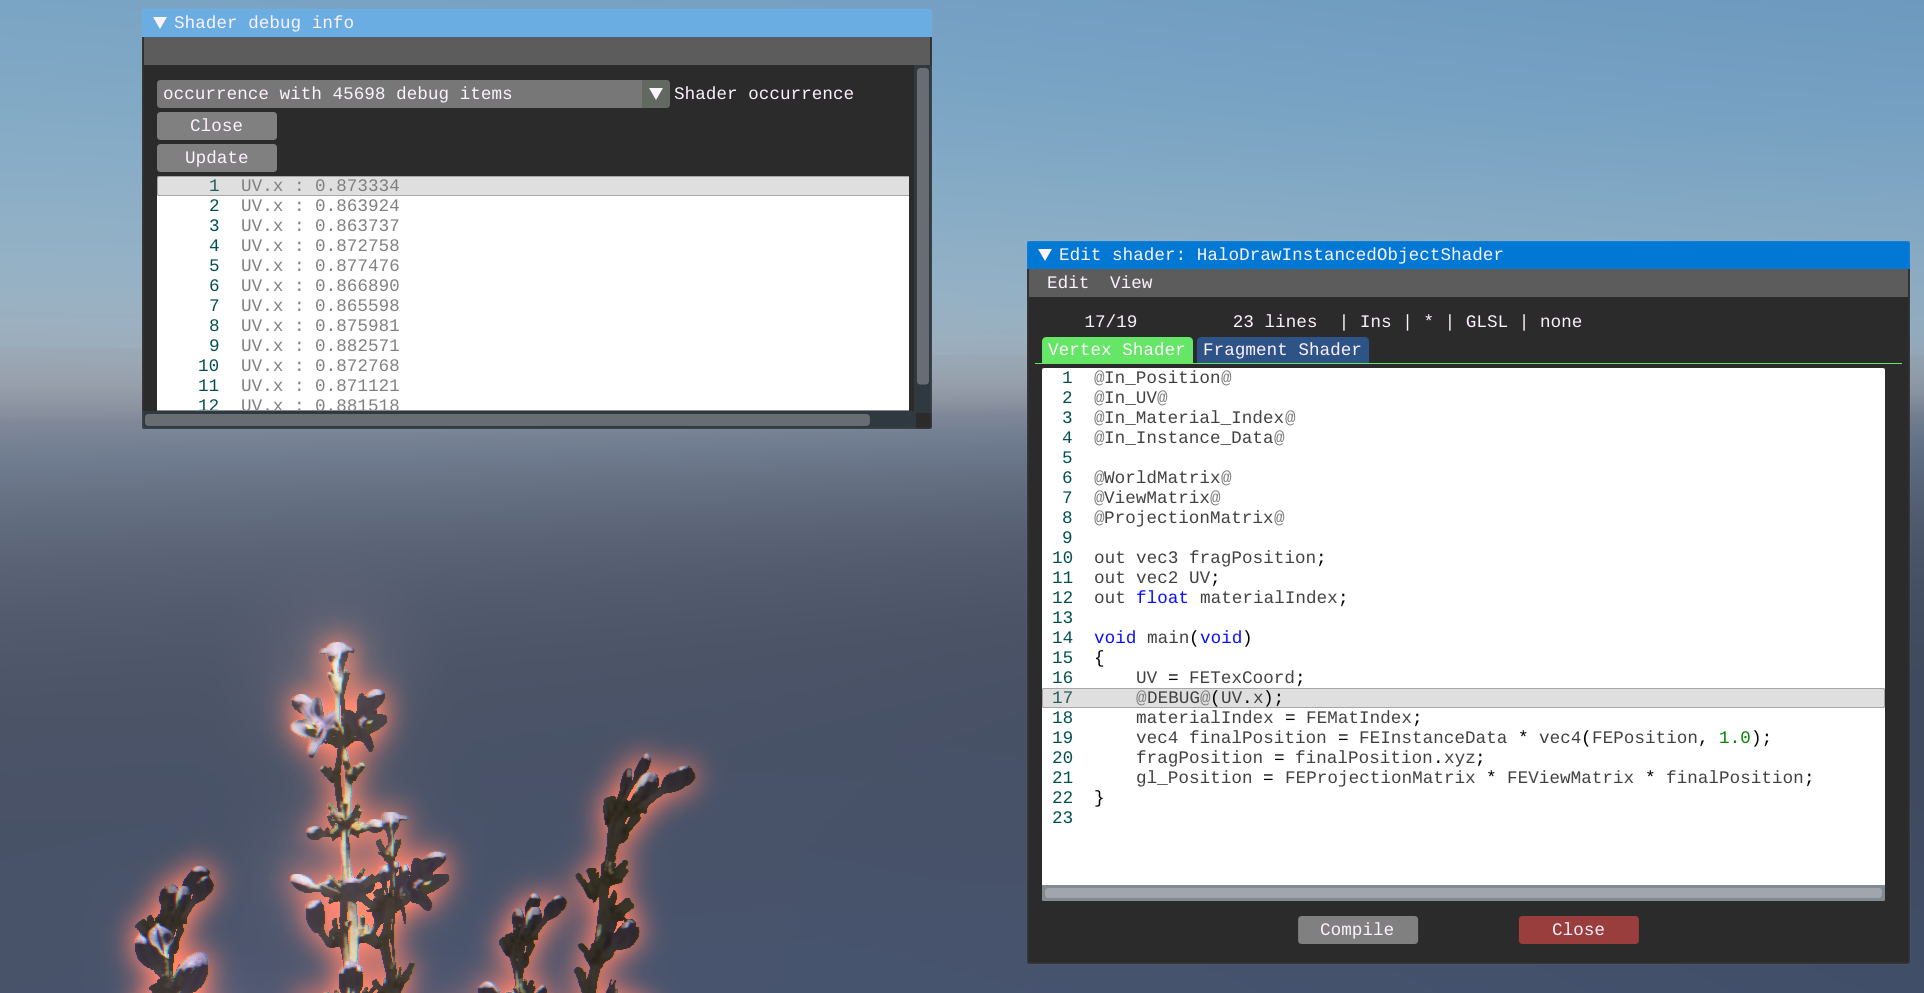 Shader debug info
occurrence with 45698 debug items Shader occurrence
Close
Update
1 UV.x : 0.873334
2 UV.x : 0.863924
3 UV.x : 0.863737
4 UV.x : 0.872758
5 UV.x : 0.877476
6 UV.x : 0.866890
7 UV.x : 0.865598
8 UV.x : 0.875981
9 UV.x : 0.882571
10 UV.x : 0.872768
11 UV.x : 0.871121
12 UV.x : 0.881518
Edit shader: HaloDrawInstancedObjectShader
Edit View
17/19 23 lines | Ins | * | GLSL | none
Vertex Shader Fragment Shader
1 @In_Position@
2 @In_UV@
3 @In_Material_Index@
4 @In_Instance_Data@
5
6 @WorldMatrix@
7 @ViewMatrix@
8 @ProjectionMatrix@
9
10 out vec3 fragPosition;
11 out vec2 UV;
12 out float materialIndex;
13
14 void main(void)
15 {
16 UV = FETexCoord;
17 @DEBUG@(UV.x);
18 materialIndex = FEMatIndex;
19 vec4 finalPosition = FEInstanceData * vec4(FEPosition, 1.0);
20 fragPosition = finalPosition.xyz;
21 gl_Position = FEProjectionMatrix * FEViewMatrix * finalPosition;
22 }
23
Compile Close